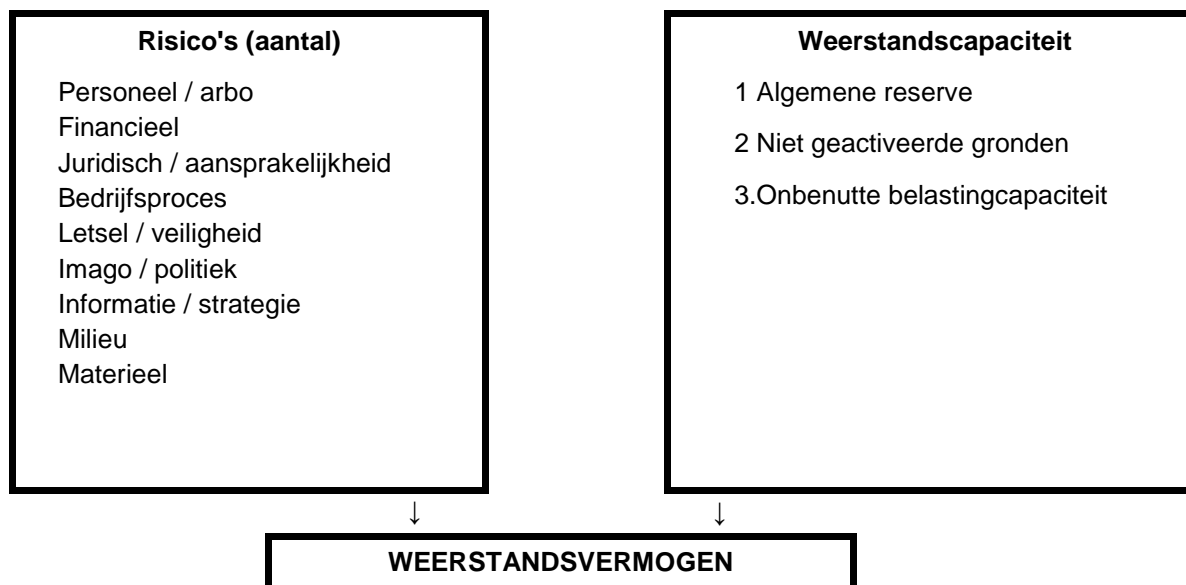 Risico's (aantal)
Personeel / arbo
Financieel
Juridisch / aansprakelijkheid
Bedrijfsproces
Letsel / veiligheid
Imago / politiek
Informatie / strategie
Milieu
Materieel
Weerstandscapaciteit
1 Algemene reserve
2 Niet geactiveerde gronden
3.Onbenutte belastingcapaciteit
↓ ↓
WEERSTANDSVERMOGEN